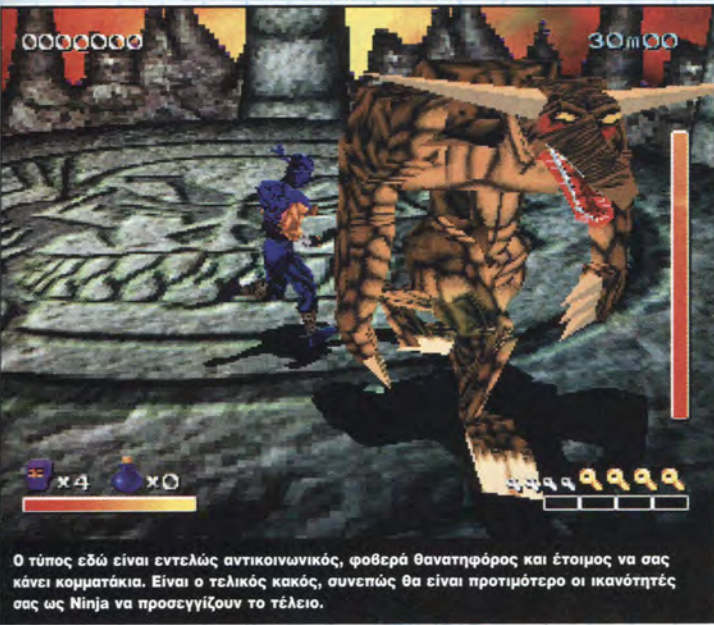 0000000
30m00
x4 x0
Ο τύπος εδώ είναι εντελώς αντικοινωνικός, φοβερά θανατηφόρος και έτοιμος να σας
κάνει κομματάκια. Είναι ο τελικός κακός, συνεπώς θα είναι προτιμότερο οι ικανότητές
σας ως Ninja να προσεγγίζουν το τέλειο.